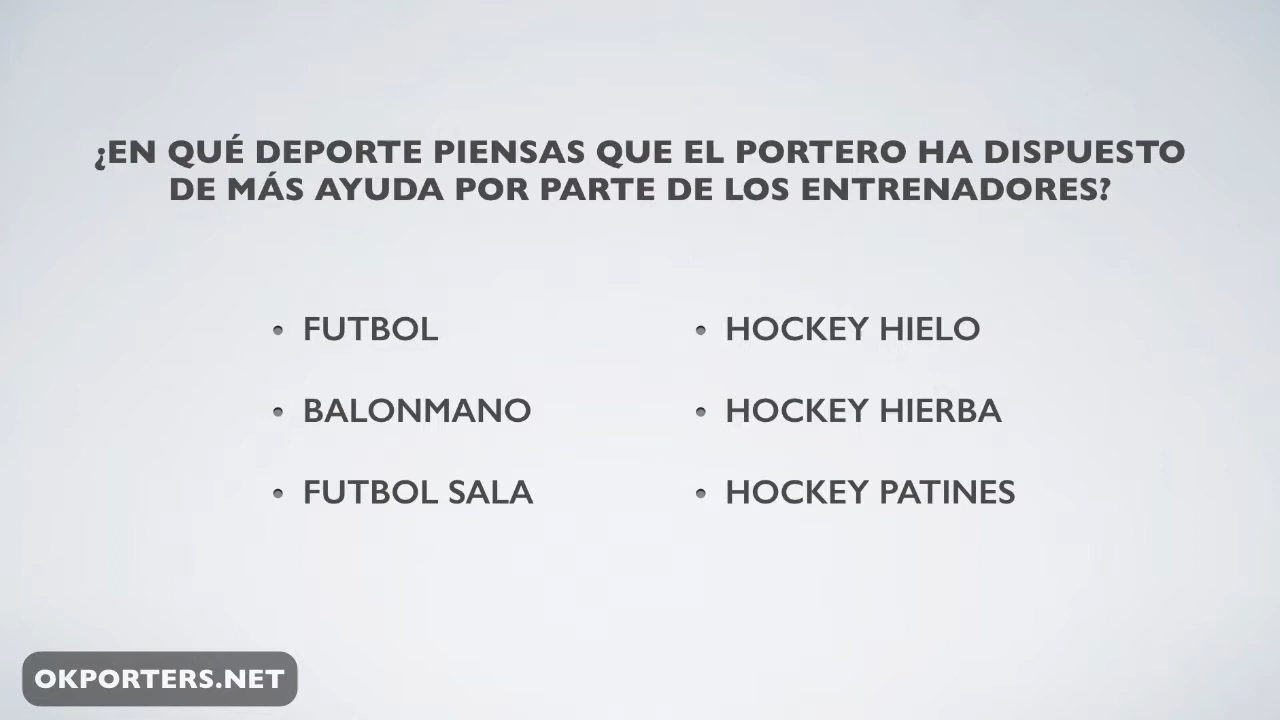 ¿EN QUÉ DEPORTE PIENSAS QUE EL PORTERO HA DISPUESTO
DE MÁS AYUDA POR PARTE DE LOS ENTRENADORES?
• FUTBOL
• BALONMANO
• FUTBOL SALA
• HOCKEY HIELO
• HOCKEY HIERBA
• HOCKEY PATINES
OKPORTERS.NET